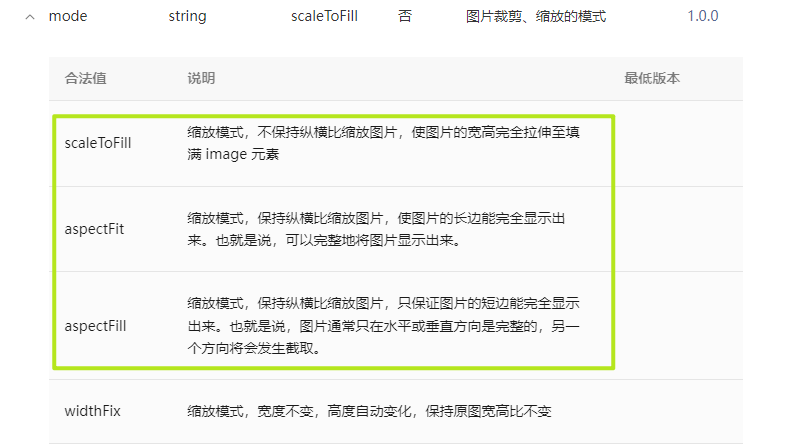 mode string scaleToFill 否 图片裁剪、缩放的模式 1.0.0
合法值 说明 最低版本
scaleToFill 缩放模式，不保持纵横比缩放图片，使图片的宽高完全拉伸至填
满 image 元素
aspectFit 缩放模式，保持纵横比缩放图片，使图片的长边能完全显示出
来。也就是说，可以完整地将图片显示出来。
aspectFill 缩放模式，保持纵横比缩放图片，只保证图片的短边能完全显示
出来。也就是说，图片通常只在水平或垂直方向是完整的，另一
个方向将会发生截取。
widthFix 缩放模式，宽度不变，高度自动变化，保持原图宽高比不变